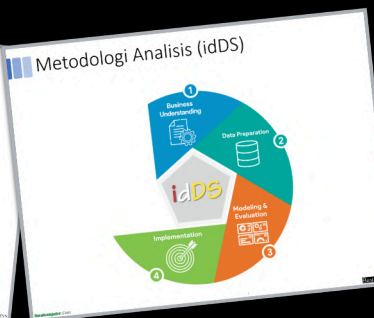 Metodologi Analisis (idDS)
1
Business
Understanding
Data Preparation
2
idDS
Modeling &
Evaluation
3
Implementation
4